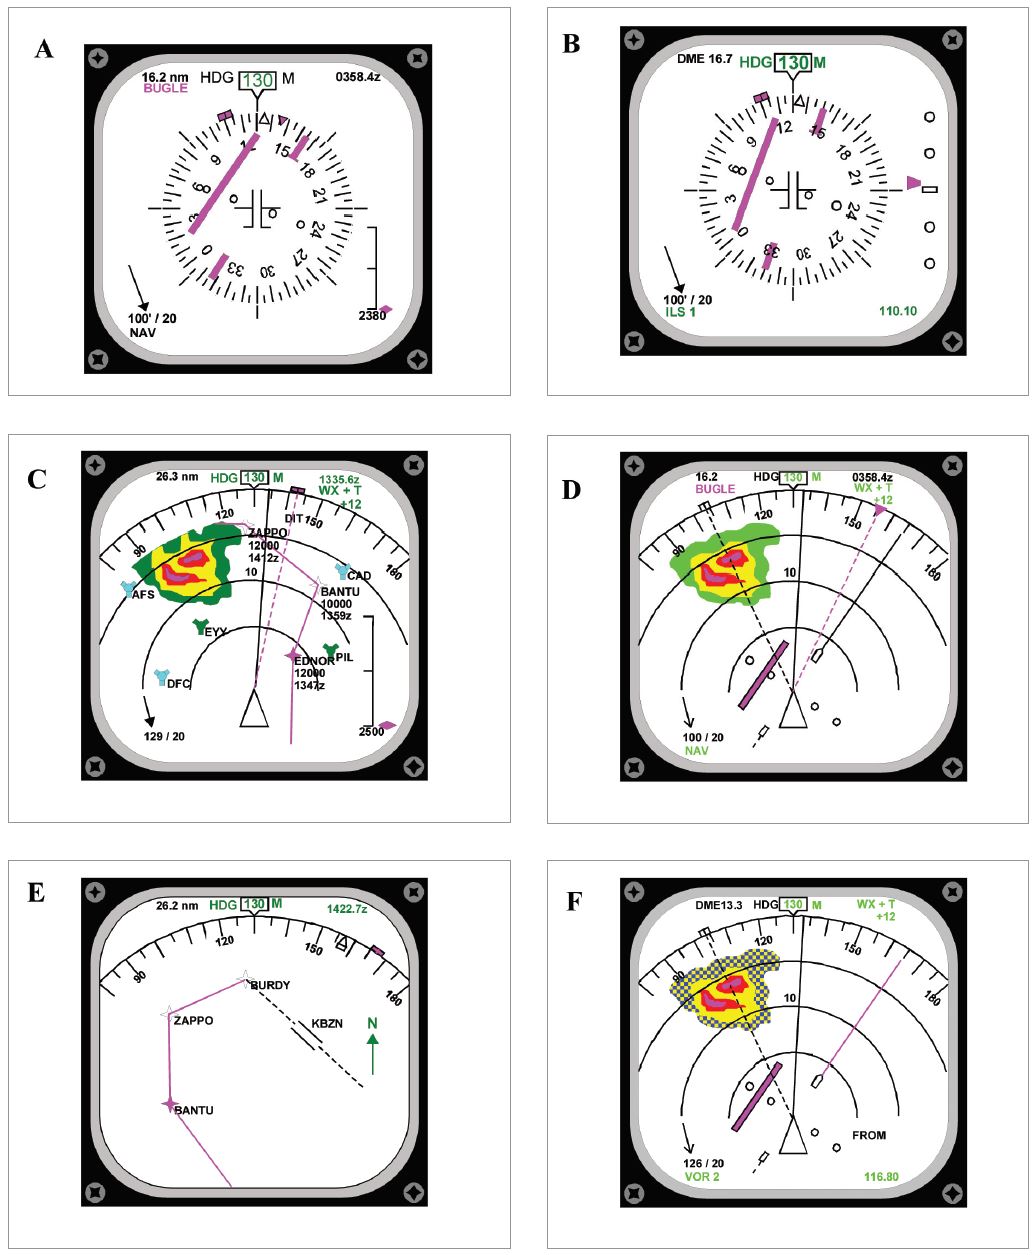 A
16.2 nm HDG 130 M 0358.4z
BUGLE
12
15
18
21
24
27
30
33
0
3
6
9
100' / 20
NAV
2380
B
DME 16.7 HDG 130 M
12
15
18
21
24
27
30
33
0
3
6
9
100' / 20
ILS 1
110.10
C
26.3 nm HDG 130 M 1335.6z
WX + T
+12
90
120
DIT 150
180
ZAPPO
12000
1412z
10
CAD
AFS
BANTU
10000
1359z
EYY
PIL
EDNOR
12000
1347z
DFC
129 / 20
2500
D
16.2 HDG 130 M 0358.4z
BUGLE
WX + T
+12
90
120
150
180
10
100 / 20
NAV
E
26.2 nm HDG 130 M 1422.7z
90
120
150
180
BURDY
ZAPPO
KBZN
N
BANTU
F
DME13.3 HDG 130 M WX + T
+12
90
120
150
180
10
FROM
126 / 20
VOR 2
116.80